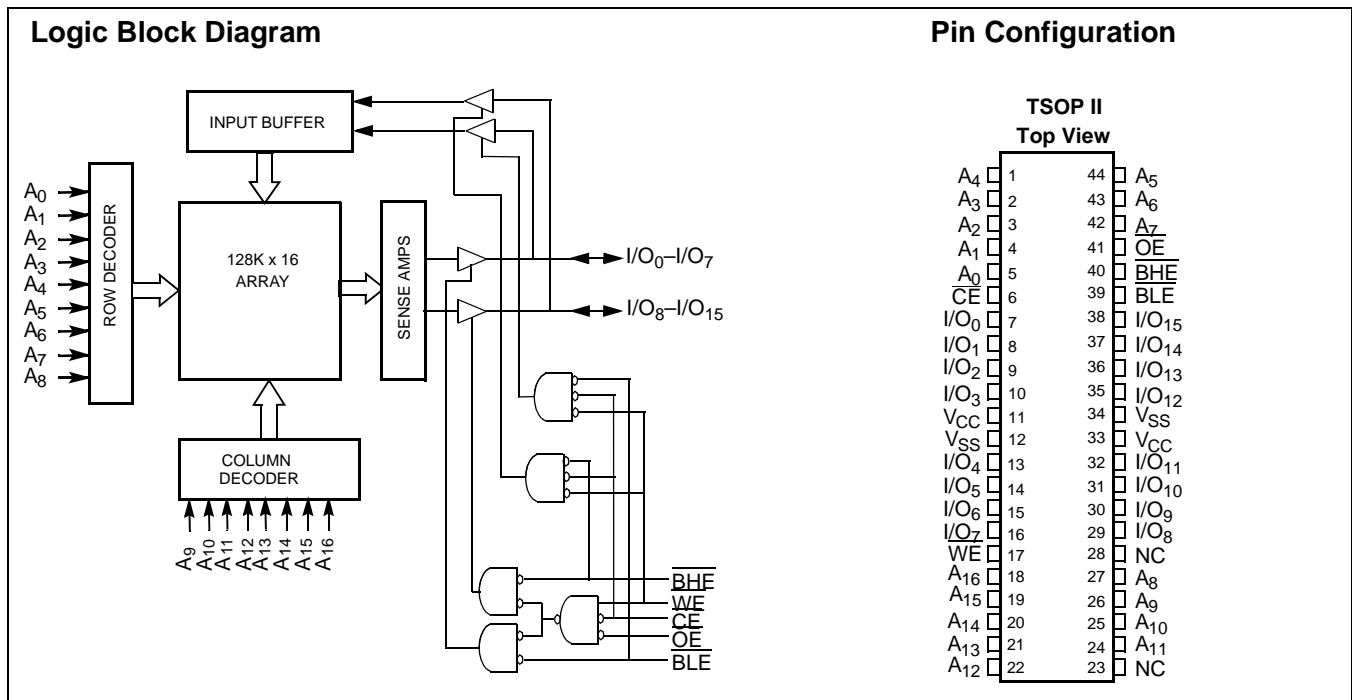 Logic Block Diagram
INPUT BUFFER
A0
A1
A2
A3
A4
A5
A6
A7
A8
ROW DECODER
128K x 16
ARRAY
SENSE AMPS
I/O0–I/O7
I/O8–I/O15
COLUMN
DECODER
A9
A10
A11
A12
A13
A14
A15
A16
BHE
WE
CE
OE
BLE
Pin Configuration
TSOP II
Top View
A4 1 44 A5
A3 2 43 A6
A2 3 42 A7
A1 4 41 OE
A0 5 40 BHE
CE 6 39 BLE
I/O0 7 38 I/O15
I/O1 8 37 I/O14
I/O2 9 36 I/O13
I/O3 10 35 I/O12
VCC 11 34 VSS
VSS 12 33 VCC
I/O4 13 32 I/O11
I/O5 14 31 I/O10
I/O6 15 30 I/O9
I/O7 16 29 I/O8
WE 17 28 NC
A16 18 27 A8
A15 19 26 A9
A14 20 25 A10
A13 21 24 A11
A12 22 23 NC